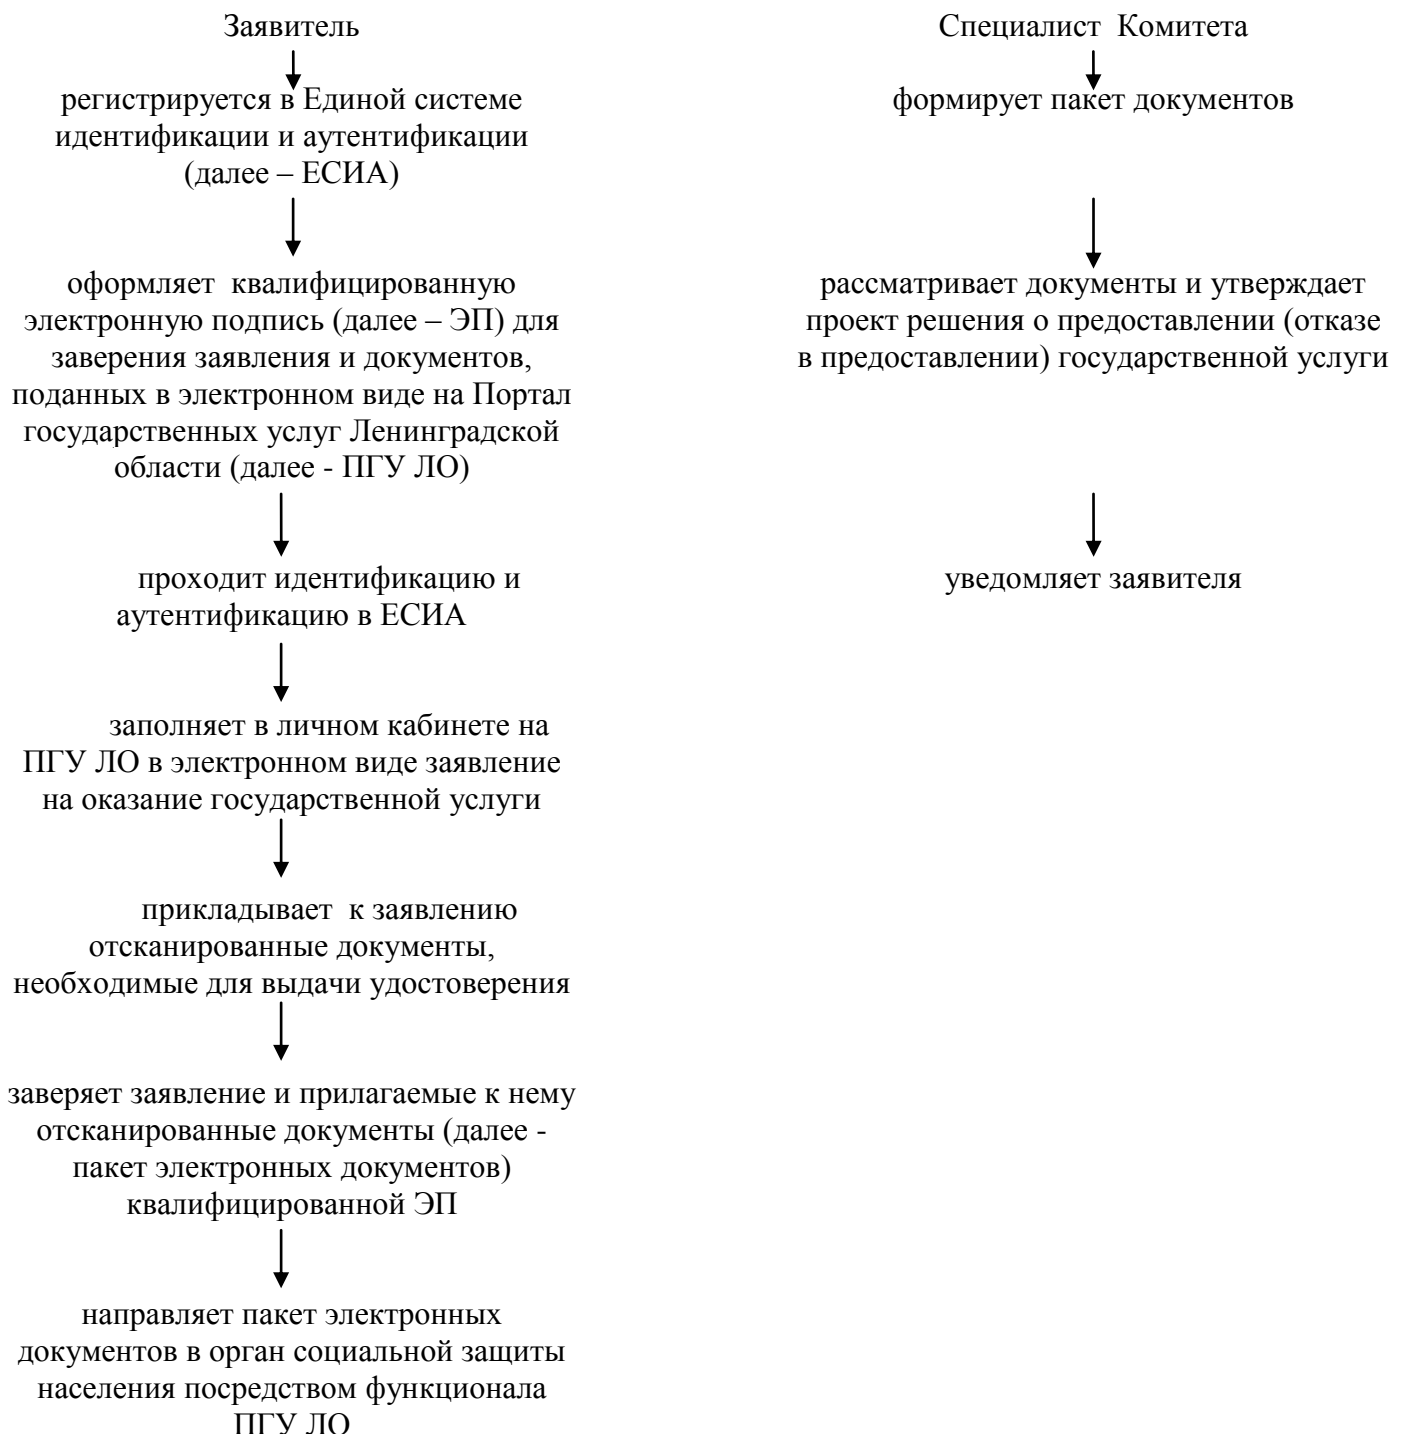 Заявитель
регистрируется в Единой системе
идентификации и аутентификации
(далее – ЕСИА)
оформляет квалифицированную
электронную подпись (далее – ЭП) для
заверения заявления и документов,
поданных в электронном виде на Портал
государственных услуг Ленинградской
области (далее - ПГУ ЛО)
проходит идентификацию и
аутентификацию в ЕСИА
заполняет в личном кабинете на
ПГУ ЛО в электронном виде заявление
на оказание государственной услуги
прикладывает к заявлению
отсканированные документы,
необходимые для выдачи удостоверения
заверяет заявление и прилагаемые к нему
отсканированные документы (далее -
пакет электронных документов)
квалифицированной ЭП
направляет пакет электронных
документов в орган социальной защиты
населения посредством функционала
ПГУ ЛО
Специалист Комитета
формирует пакет документов
рассматривает документы и утверждает
проект решения о предоставлении (отказе
в предоставлении) государственной услуги
уведомляет заявителя